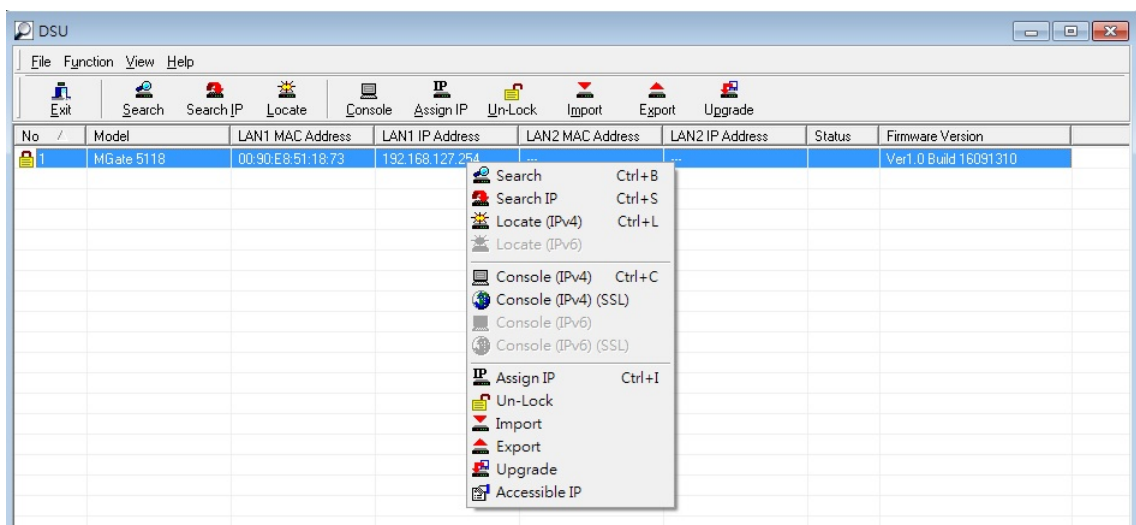 DSU
File Function View Help
Exit Search Search IP Locate Console Assign IP Un-Lock Import Export Upgrade
No / Model LAN1 MAC Address LAN1 IP Address LAN2 MAC Address LAN2 IP Address Status Firmware Version
1 MGate 5118 00:90:E8:51:18:73 192.168.127.254 --- --- Ver1.0 Build 16091310
Search Ctrl+B
Search IP Ctrl+S
Locate (IPv4) Ctrl+L
Locate (IPv6)
Console (IPv4) Ctrl+C
Console (IPv4) (SSL)
Console (IPv6)
Console (IPv6) (SSL)
IP Assign IP Ctrl+I
Un-Lock
Import
Export
Upgrade
Accessible IP